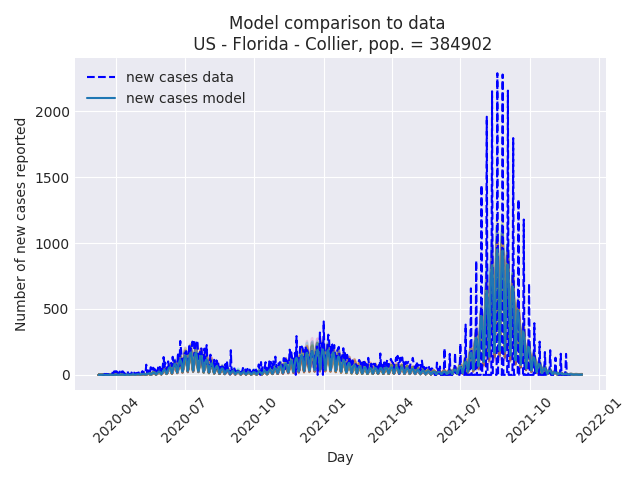 Model comparison to data
US - Florida - Collier, pop. = 384902
new cases data
new cases model
Number of new cases reported
2000
1500
1000
500
0
2020-04
2020-07
2020-10
2021-01
2021-04
2021-07
2021-10
2022-01
Day